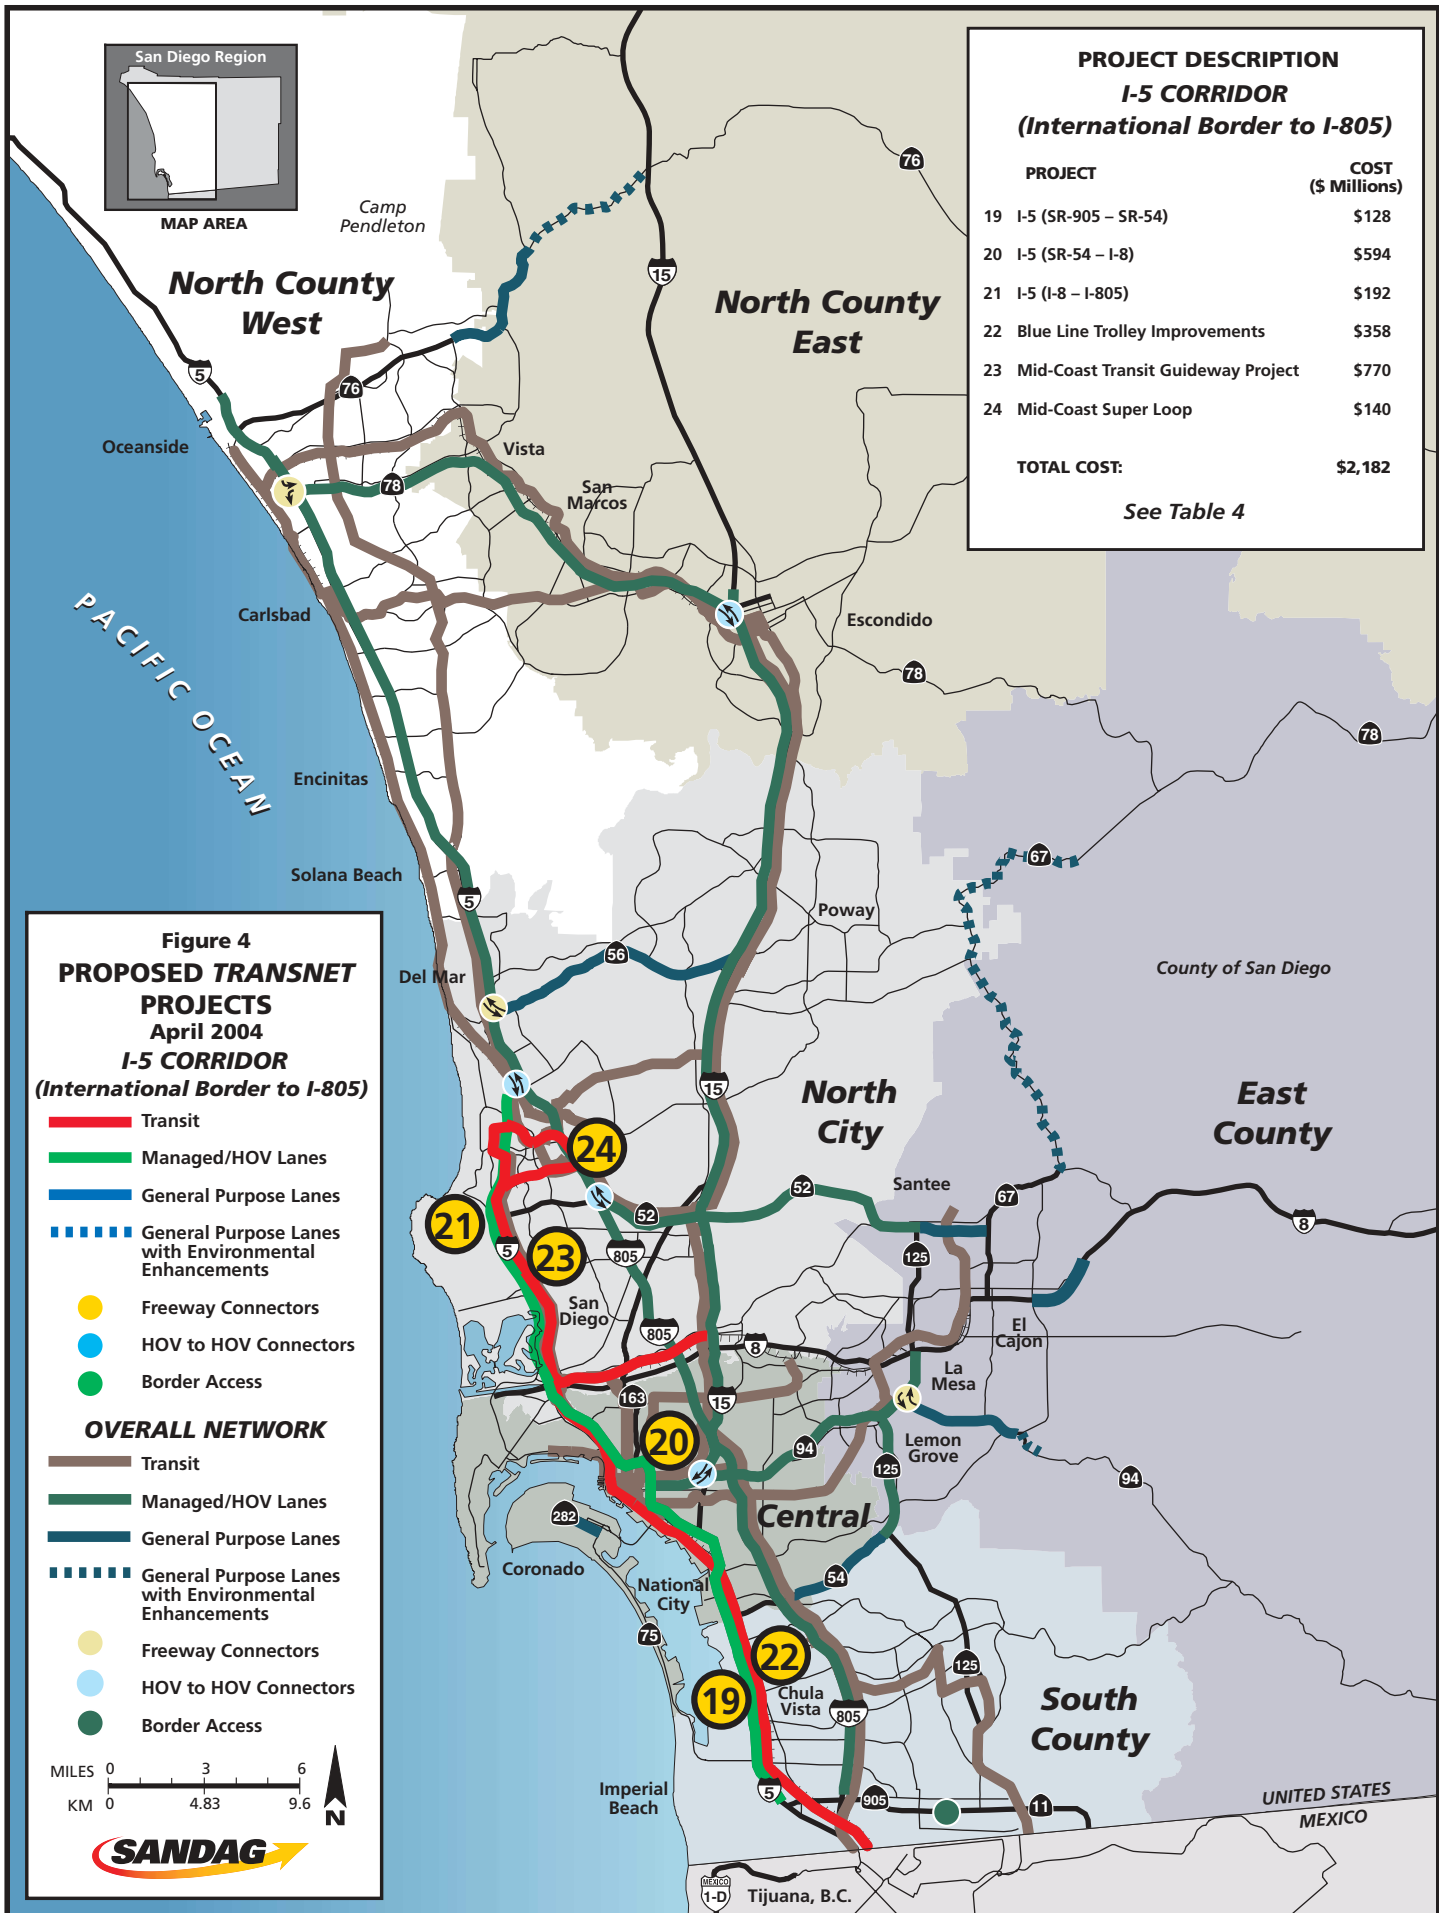 San Diego Region
MAP AREA
PROJECT DESCRIPTION
I-5 CORRIDOR
(International Border to I-805)
PROJECT COST
($ Millions)
19 I-5 (SR-905 – SR-54) $128
20 I-5 (SR-54 – I-8) $594
21 I-5 (I-8 – I-805) $192
22 Blue Line Trolley Improvements $358
23 Mid-Coast Transit Guideway Project $770
24 Mid-Coast Super Loop $140
TOTAL COST: $2,182
See Table 4
Camp
Pendleton
North County
West
North County
East
76
15
5
76
Oceanside
Vista
78
San
Marcos
PACIFIC OCEAN
Carlsbad
Escondido
78
78
Encinitas
67
Solana Beach
5
Poway
56
Del Mar
County of San Diego
15
North
City
East
County
24
52
Santee
67
21
52
8
5
23
805
125
San
Diego
805
8
El
Cajon
La
Mesa
163
15
20
94
Lemon
Grove
125
94
282
Central
Coronado
54
National
City
75
22
125
19
Chula
Vista
805
South
County
Imperial
Beach
5
905
11
UNITED STATES
MEXICO
MEXICO
1-D
Tijuana, B.C.
Figure 4
PROPOSED TRANSNET
PROJECTS
April 2004
I-5 CORRIDOR
(International Border to I-805)
Transit
Managed/HOV Lanes
General Purpose Lanes
General Purpose Lanes
with Environmental
Enhancements
Freeway Connectors
HOV to HOV Connectors
Border Access
OVERALL NETWORK
Transit
Managed/HOV Lanes
General Purpose Lanes
General Purpose Lanes
with Environmental
Enhancements
Freeway Connectors
HOV to HOV Connectors
Border Access
MILES 0 3 6
KM 0 4.83 9.6
N
SANDAG